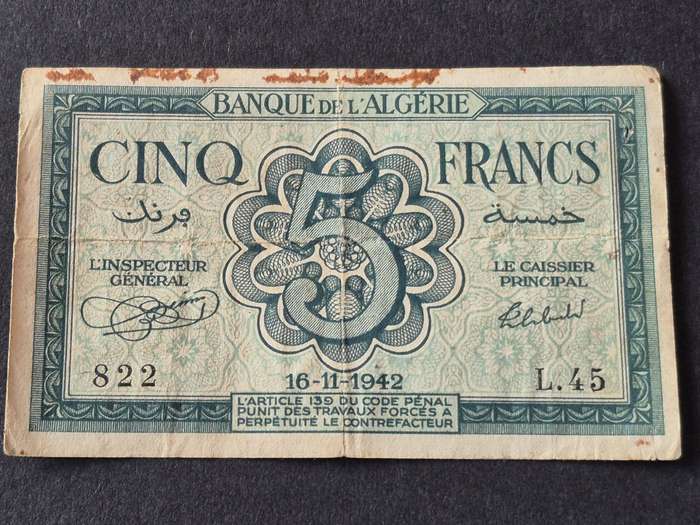 BANQUE DE L'ALGÉRIE
CINQ FRANCS
5
فرنك خمسة
L'INSPECTEUR
GÉNÉRAL
LE CAISSIER
PRINCIPAL
822
16-11-1942
L.45
L'ARTICLE 139 DU CODE PÉNAL
PUNIT DES TRAVAUX FORCÉS A
PERPÉTUITÉ LE CONTREFACTEUR